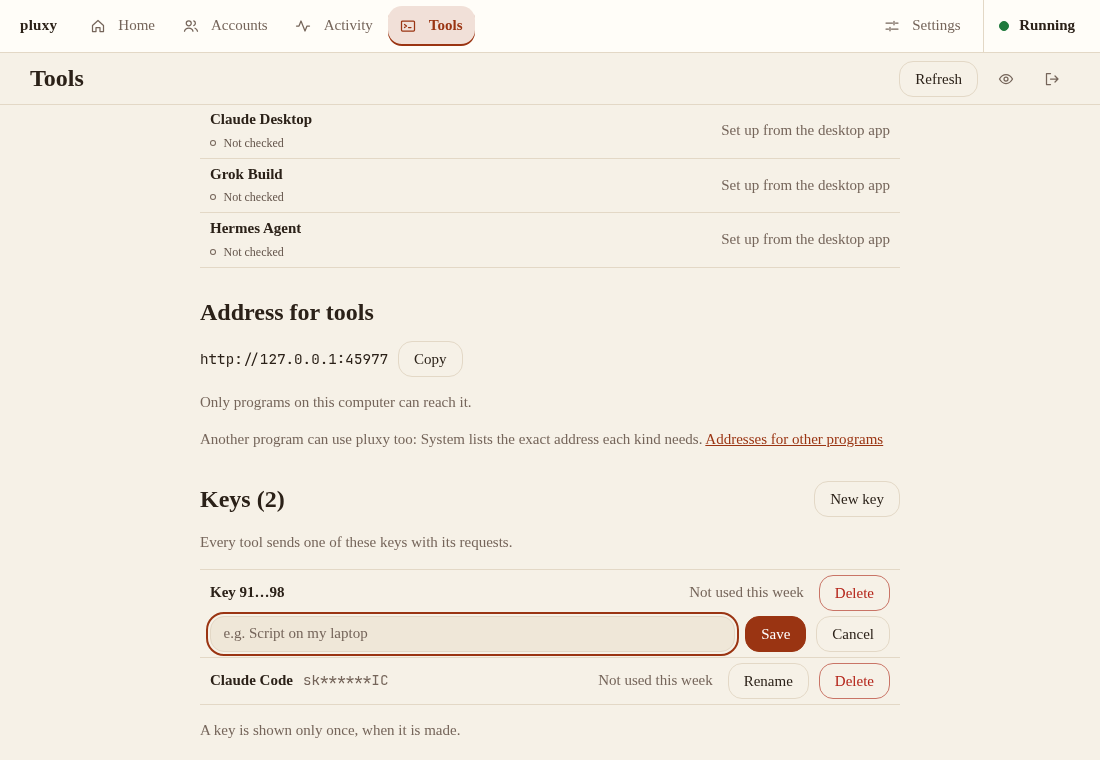 pluxy Home Accounts Activity Tools Settings Running
Tools Refresh
Claude Desktop
Not checked
Set up from the desktop app
Grok Build
Not checked
Set up from the desktop app
Hermes Agent
Not checked
Set up from the desktop app
Address for tools
http://127.0.0.1:45977 Copy
Only programs on this computer can reach it.
Another program can use pluxy too: System lists the exact address each kind needs. Addresses for other programs
Keys (2) New key
Every tool sends one of these keys with its requests.
Key 91…98 Not used this week Delete
e.g. Script on my laptop Save Cancel
Claude Code sk******IC Not used this week Rename Delete
A key is shown only once, when it is made.